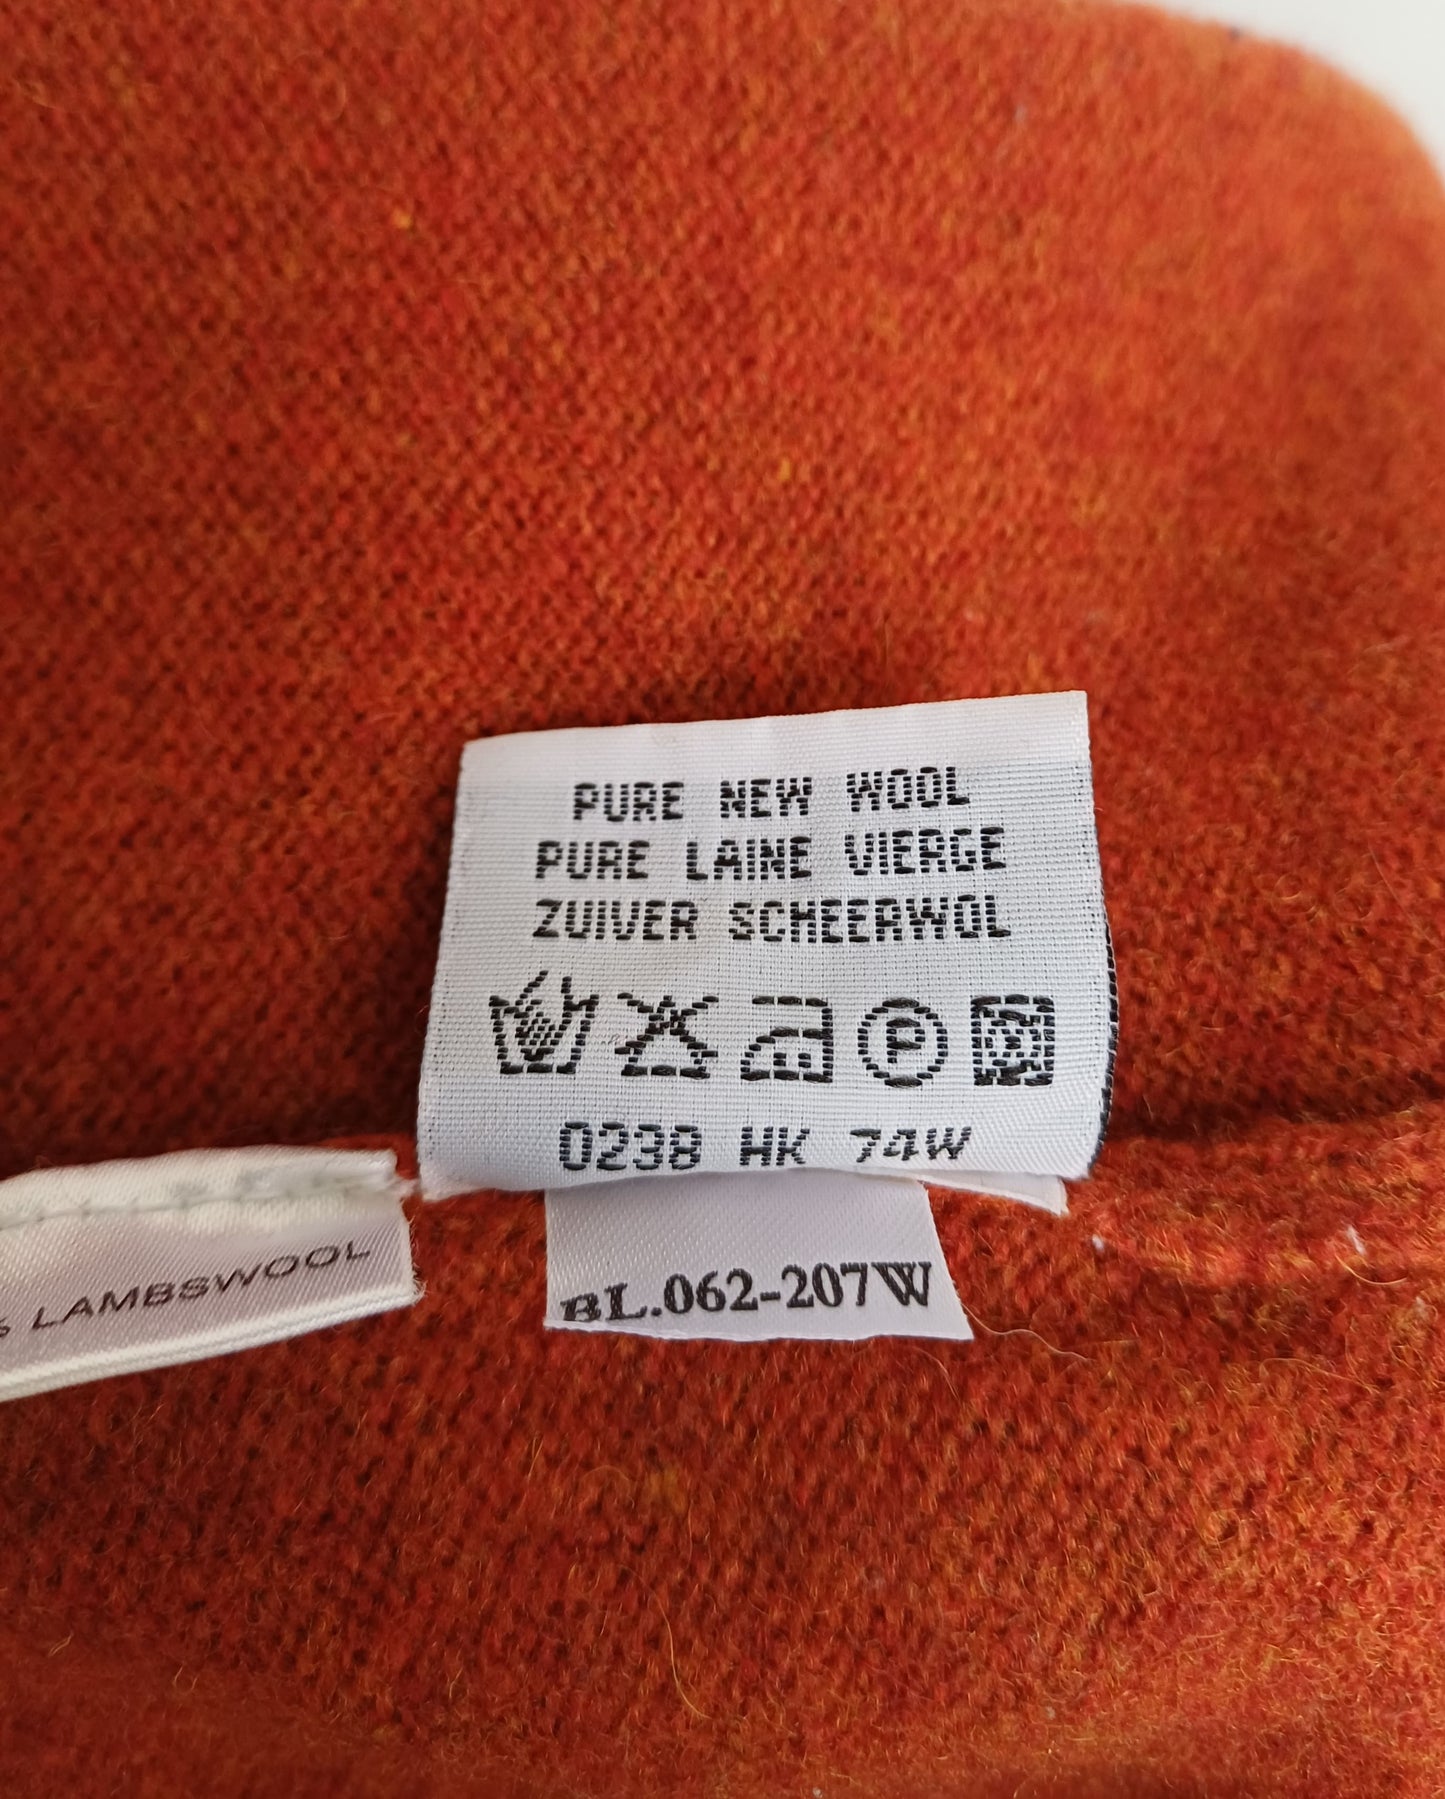 PURE NEW WOOL
PURE LAINE VIERGE
ZUIVER SCHEERWOL
P
0238 HK 74W
% LAMBSWOOL
BL.062-207W